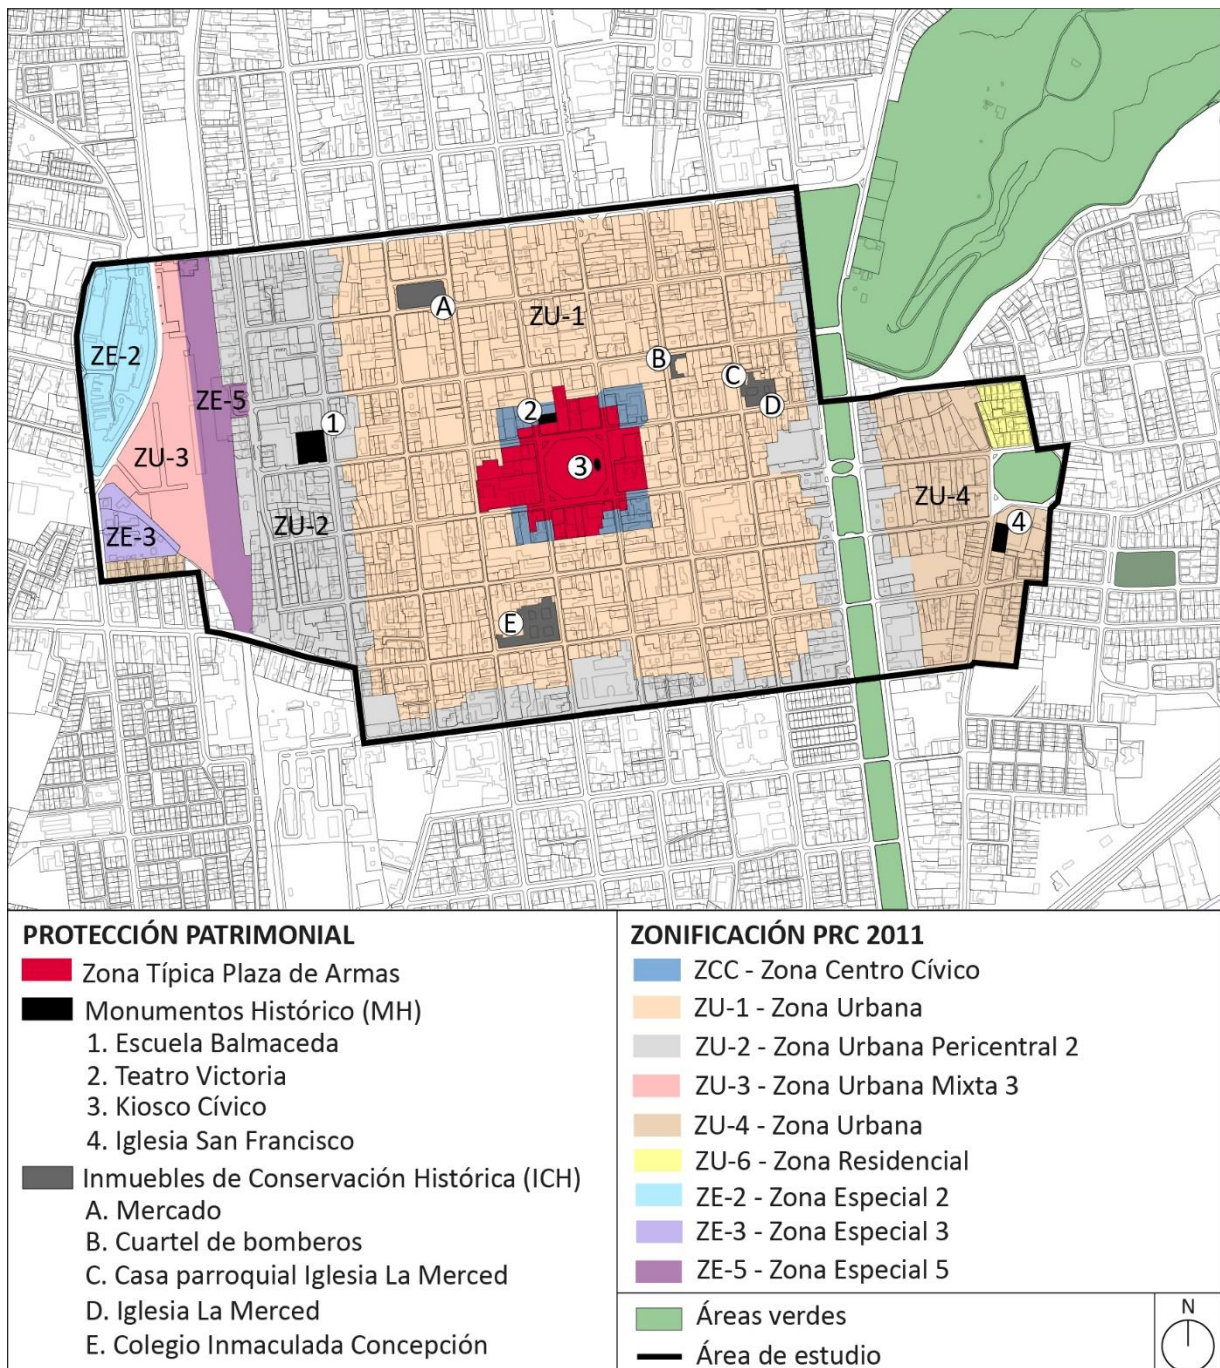 ZU-1
A
B
C
D
ZE-2
ZE-5
1
2
3
ZU-3
ZU-2
ZU-4
4
ZE-3
E
PROTECCIÓN PATRIMONIAL
Zona Típica Plaza de Armas
Monumentos Histórico (MH)
1. Escuela Balmaceda
2. Teatro Victoria
3. Kiosco Cívico
4. Iglesia San Francisco
Inmuebles de Conservación Histórica (ICH)
A. Mercado
B. Cuartel de bomberos
C. Casa parroquial Iglesia La Merced
D. Iglesia La Merced
E. Colegio Inmaculada Concepción
ZONIFICACIÓN PRC 2011
ZCC - Zona Centro Cívico
ZU-1 - Zona Urbana
ZU-2 - Zona Urbana Pericentral 2
ZU-3 - Zona Urbana Mixta 3
ZU-4 - Zona Urbana
ZU-6 - Zona Residencial
ZE-2 - Zona Especial 2
ZE-3 - Zona Especial 3
ZE-5 - Zona Especial 5
Áreas verdes
Área de estudio
N